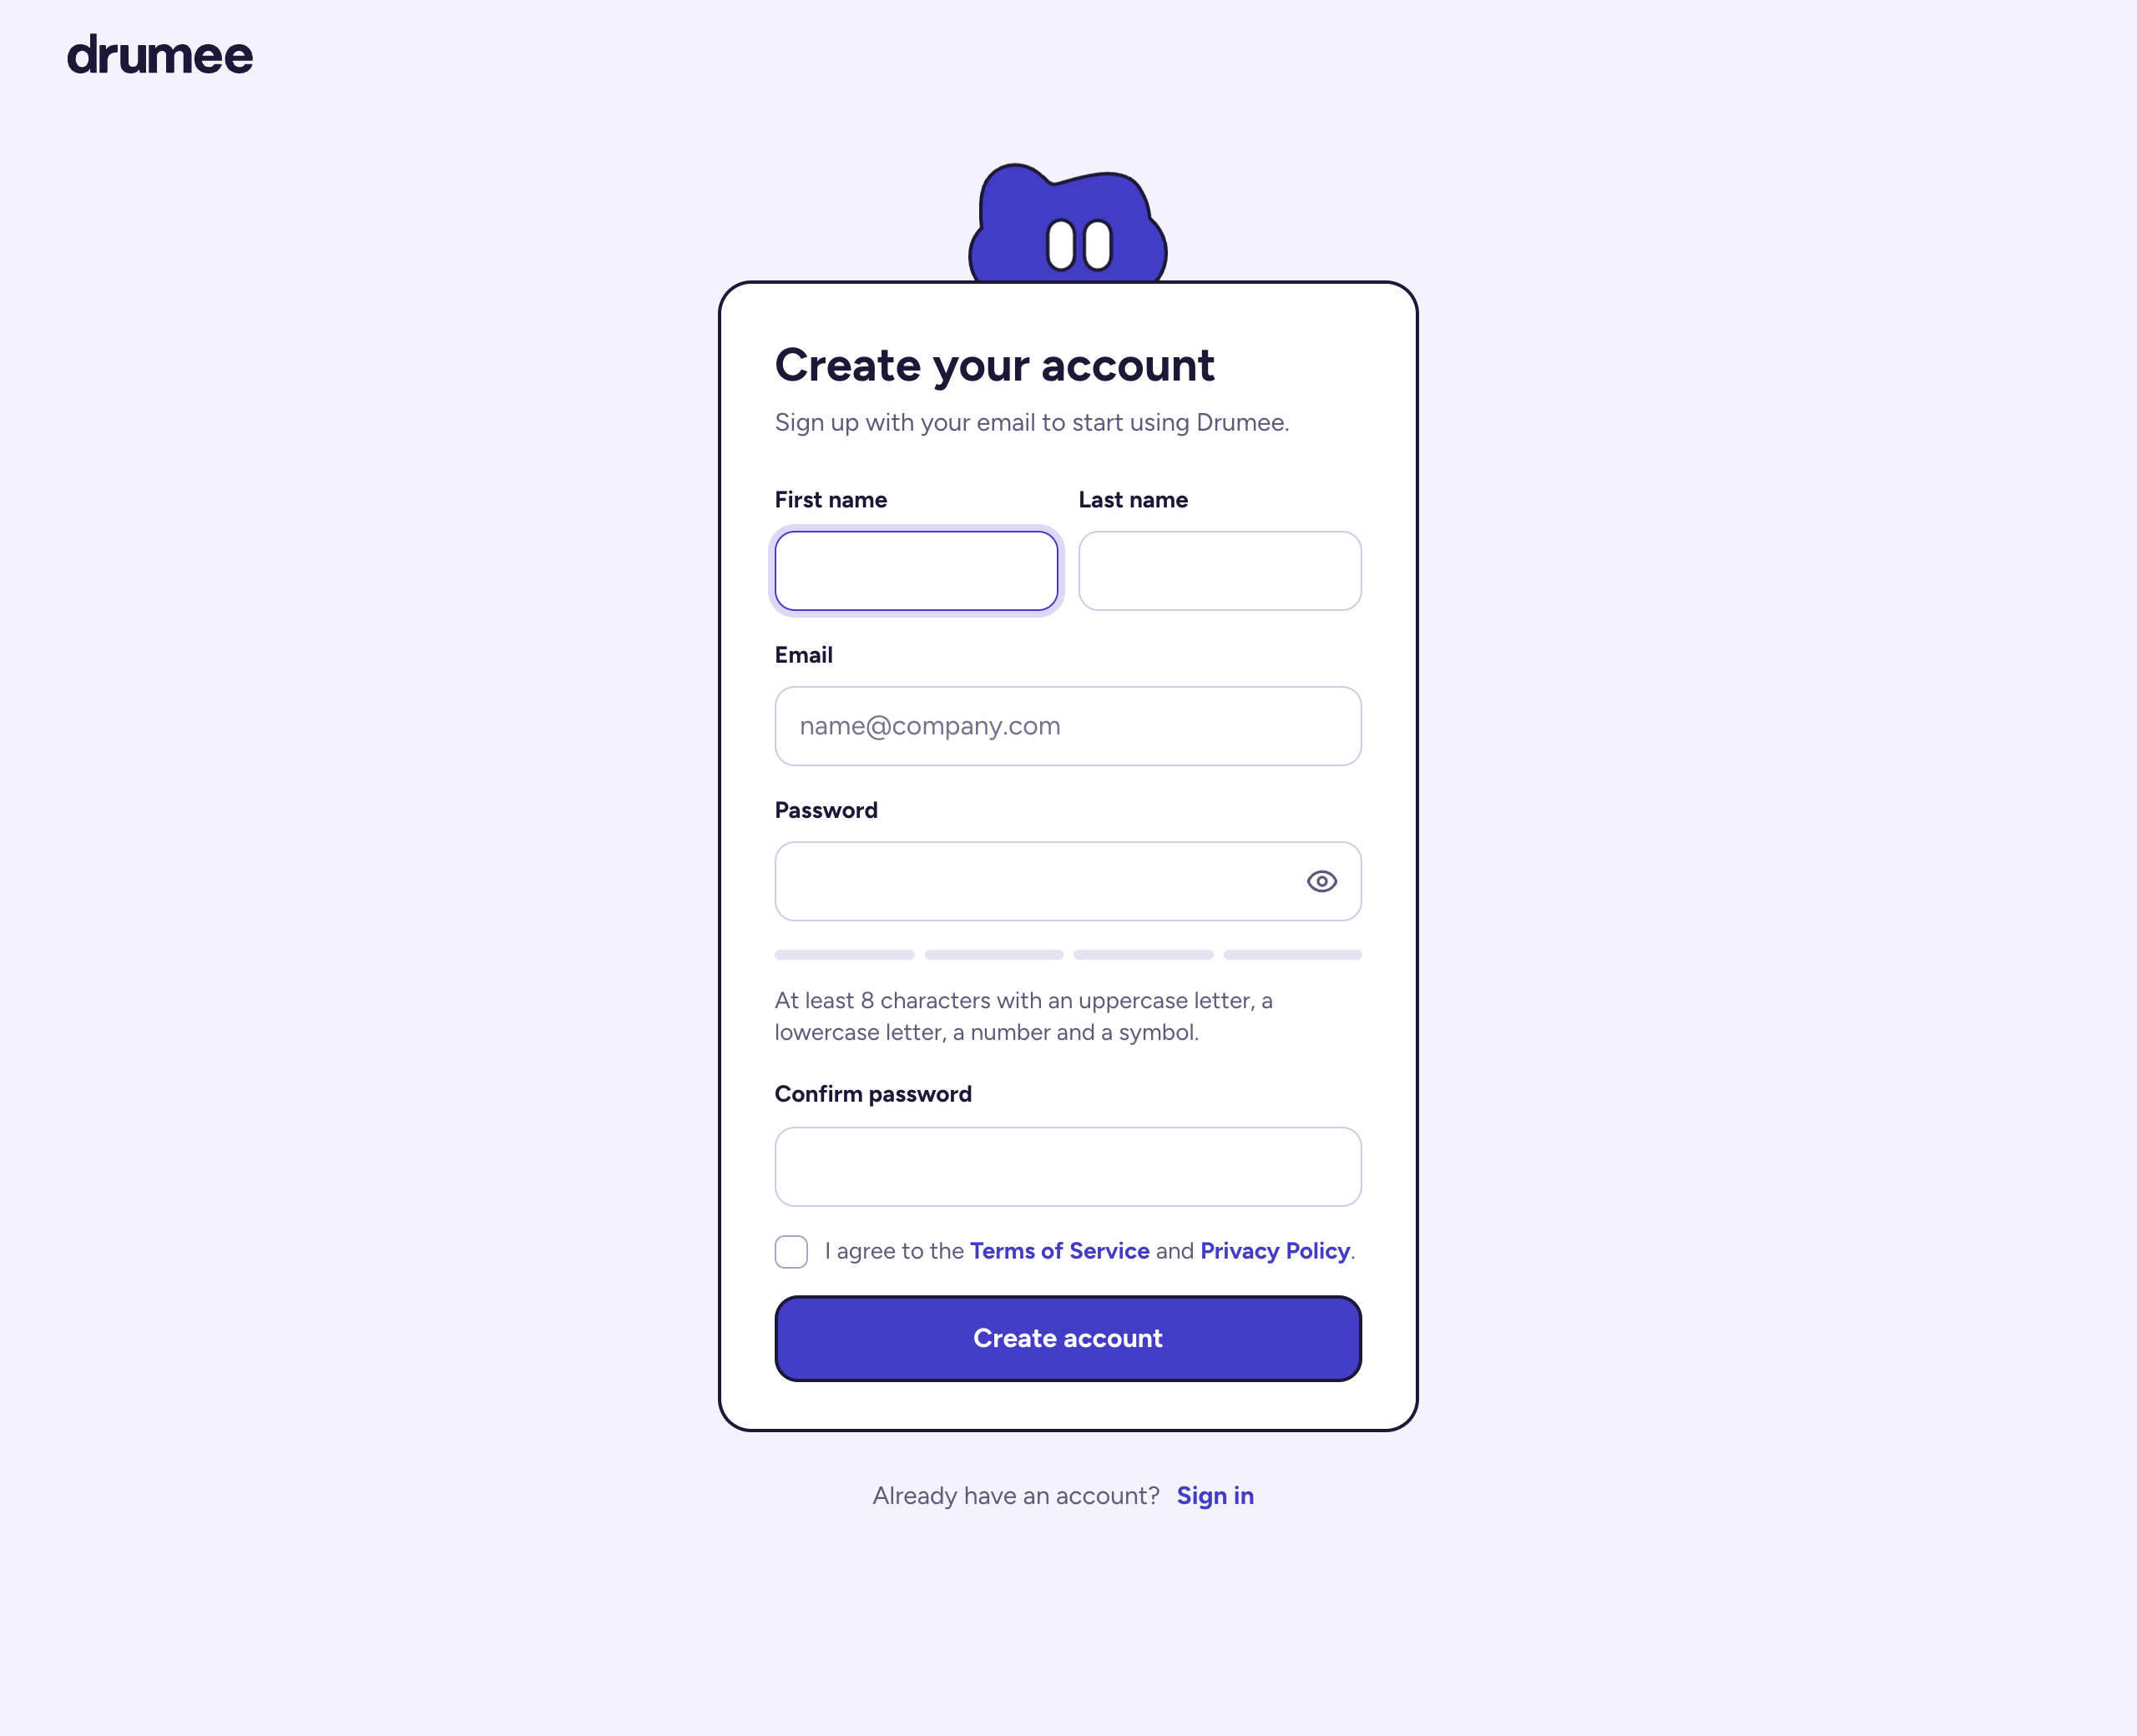 drumee
Create your account
Sign up with your email to start using Drumee.
First name
Last name
Email
name@company.com
Password
At least 8 characters with an uppercase letter, a
lowercase letter, a number and a symbol.
Confirm password
I agree to the Terms of Service and Privacy Policy.
Create account
Already have an account? Sign in